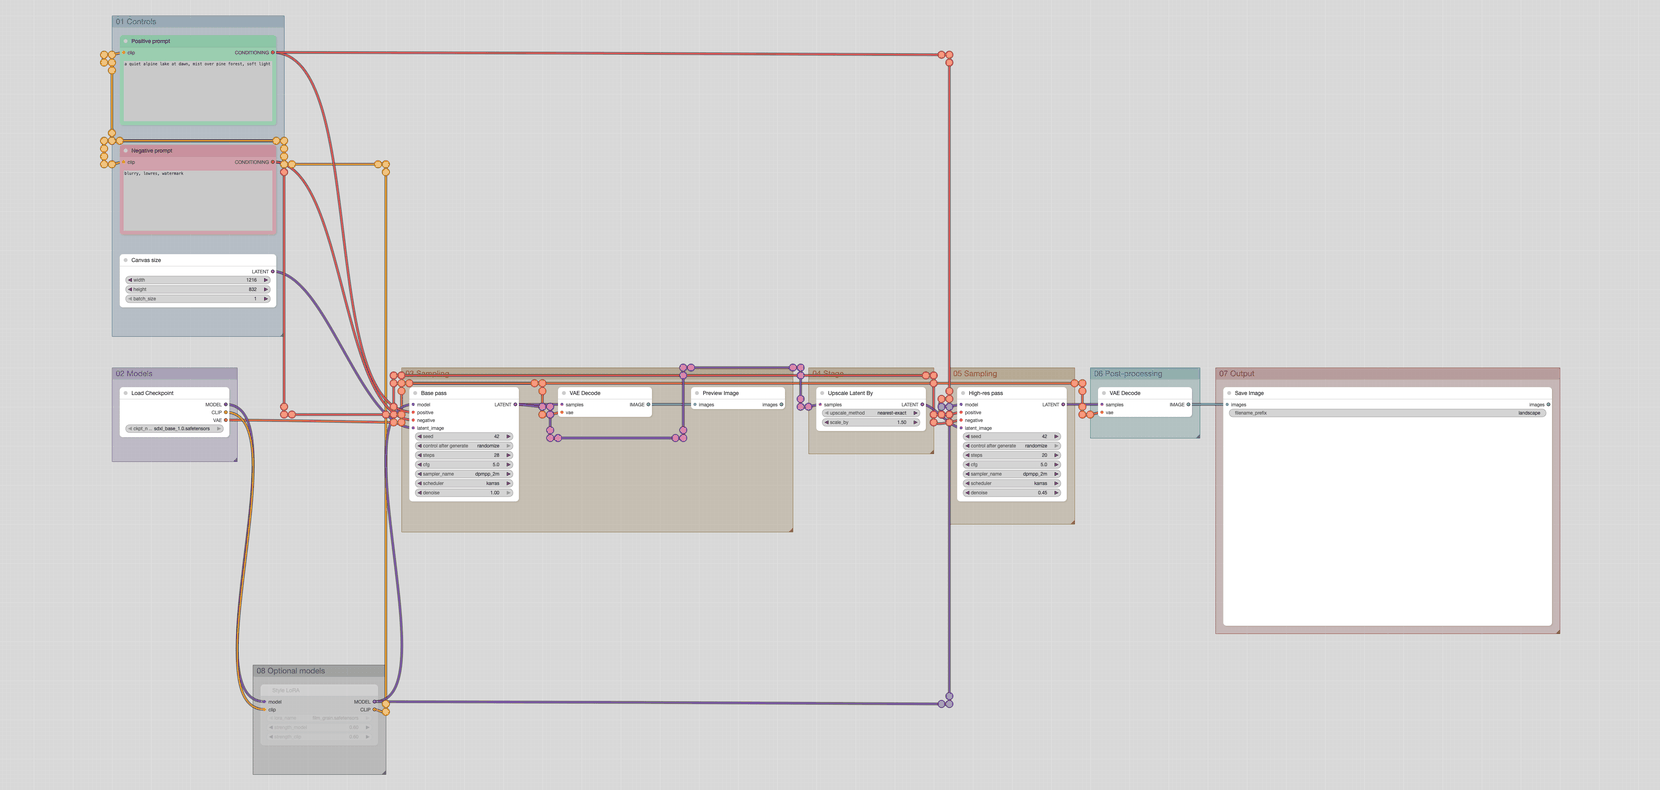 01 Controls
Positive prompt
clip
CONDITIONING
a quiet alpine lake at dawn, mist over pine forest, soft light
Negative prompt
clip
CONDITIONING
blurry, lowres, watermark
Canvas size
LATENT
width 1216
height 832
batch_size 1
02 Models
Load Checkpoint
MODEL
CLIP
VAE
ckpt_n... sdxl_base_1.0.safetensors
03 Sampling
Base pass
model LATENT
positive
negative
latent_image
seed 42
control after generate randomize
steps 28
cfg 5.0
sampler_name dpmpp_2m
scheduler karras
denoise 1.00
VAE Decode
samples IMAGE
vae
Preview Image
images images
04 Stage
Upscale Latent By
samples LATENT
upscale_method nearest-exact
scale_by 1.50
05 Sampling
High-res pass
model LATENT
positive
negative
latent_image
seed 42
control after generate randomize
steps 20
cfg 5.0
sampler_name dpmpp_2m
scheduler karras
denoise 0.45
06 Post-processing
VAE Decode
samples IMAGE
vae
07 Output
Save Image
images images
filename_prefix landscape
08 Optional models
Style LoRA
model MODEL
clip CLIP